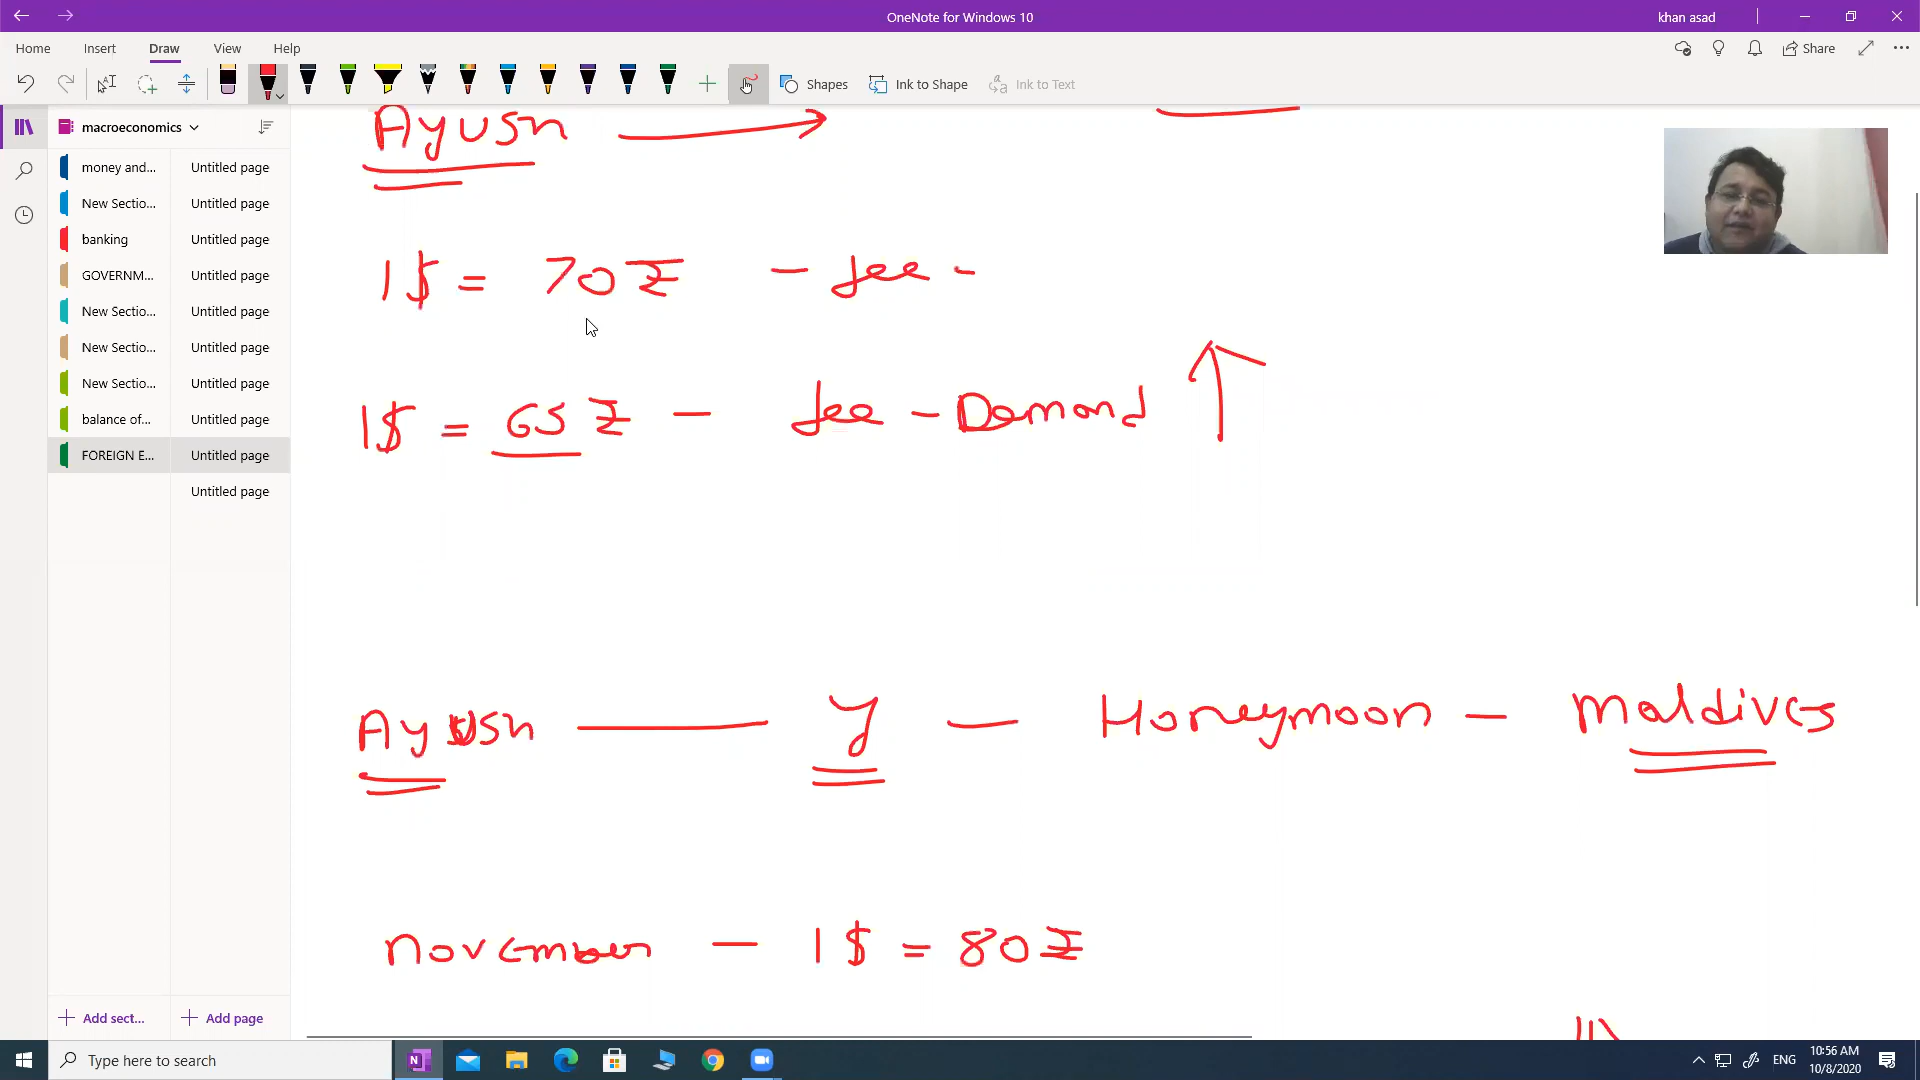 OneNote for Windows 10
khan asad
Home Insert Draw View Help
Share
Shapes Ink to Shape Ink to Text
macroeconomics
money and... Untitled page
New Sectio... Untitled page
banking Untitled page
GOVERNM... Untitled page
New Sectio... Untitled page
New Sectio... Untitled page
New Sectio... Untitled page
balance of... Untitled page
FOREIGN E... Untitled page
Untitled page
Add sect... Add page
Ayush
1$ = 70 ₹ - fee -
1$ = 65 ₹ - fee - Demand
Ayush — y — Honeymoon — Maldives
november — 1$ = 80 ₹
Type here to search
ENG
10:56 AM
10/8/2020